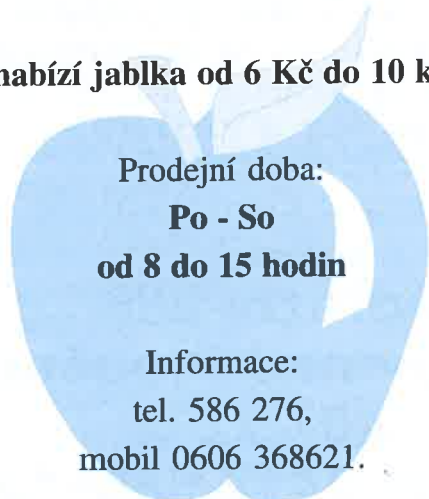 nabízí jablka od 6 Kč do 10 k
Prodejní doba:
Po - So
od 8 do 15 hodin
Informace:
tel. 586 276,
mobil 0606 368621.